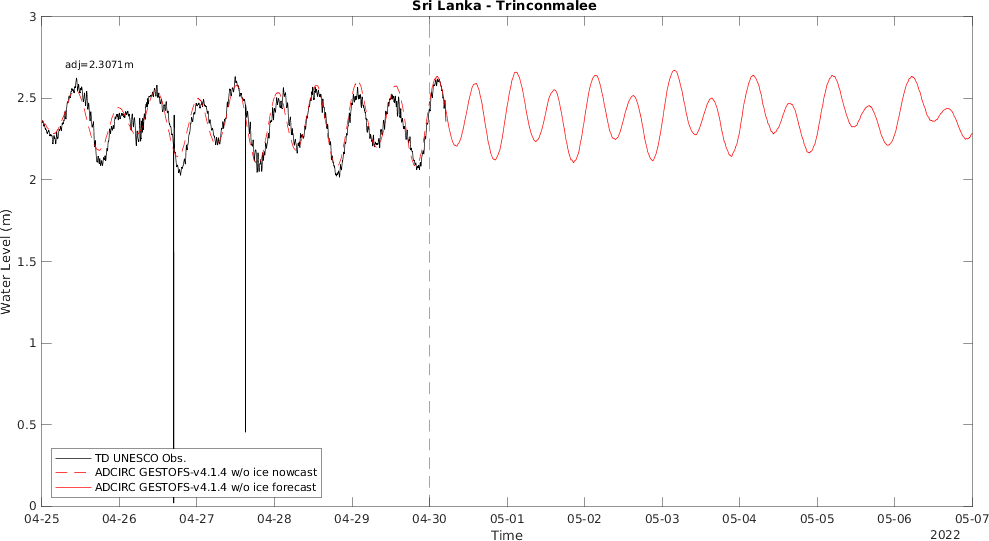 Sri Lanka - Trinconmalee
adj=2.3071m
3
2.5
2
1.5
1
0.5
0
Water Level (m)
TD UNESCO Obs.
ADCIRC GESTOFS-v4.1.4 w/o ice nowcast
ADCIRC GESTOFS-v4.1.4 w/o ice forecast
04-25 04-26 04-27 04-28 04-29 04-30 05-01 05-02 05-03 05-04 05-05 05-06 05-07
Time
2022